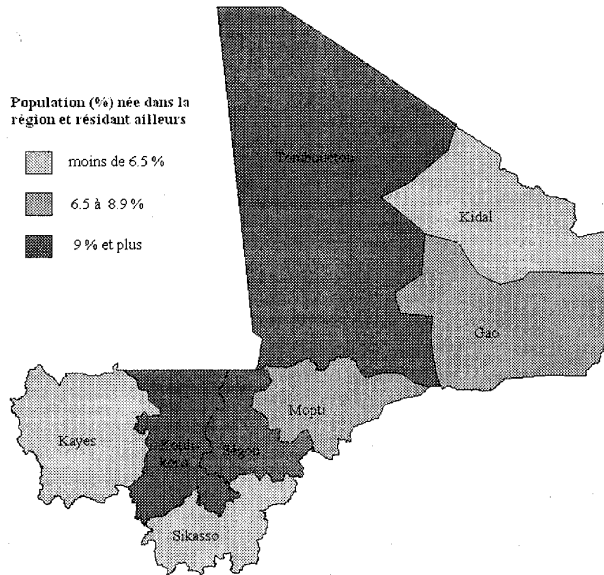 Population (%) née dans la
région et résidant ailleurs
moins de 6.5 %
6.5 à 8.9 %
9 % et plus
Tombouctou
Kidal
Gao
Mopti
Kayes
Ségou
Sikasso